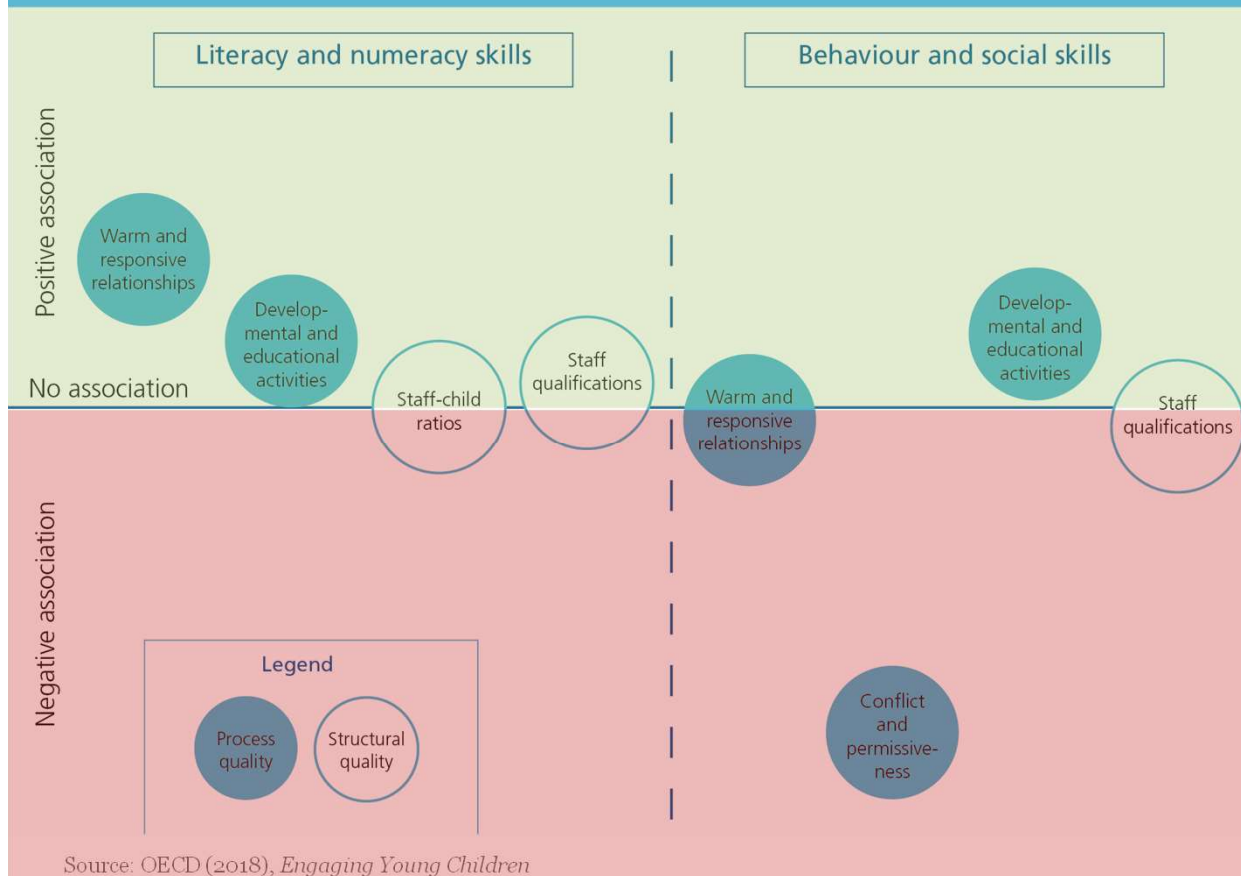 Literacy and numeracy skills
Behaviour and social skills
Positive association
Warm and
responsive
relationships
Develop-
mental and
educational
activities
Staff-child
ratios
Staff
qualifications
Warm and
responsive
relationships
Develop-
mental and
educational
activities
Staff
qualifications
No association
Negative association
Conflict
and
permissive-
ness
Legend
Process
quality
Structural
quality
Source: OECD (2018), Engaging Young Children